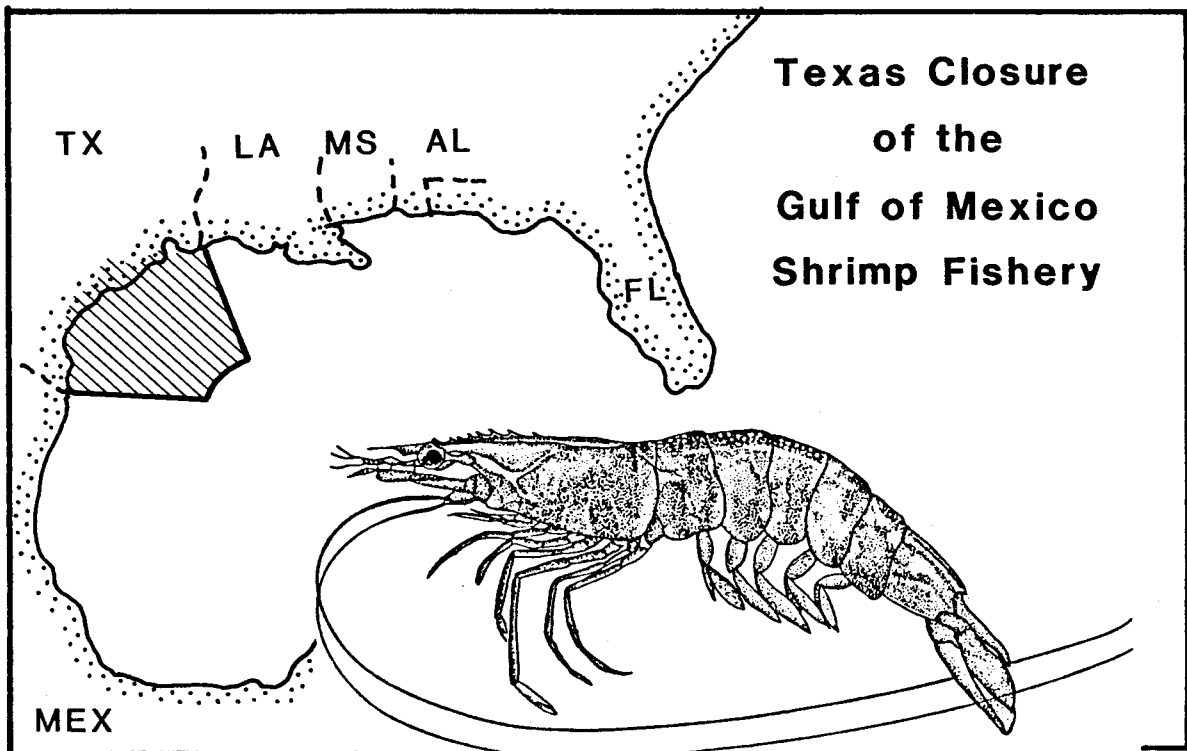 Texas Closure
of the
Gulf of Mexico
Shrimp Fishery
TX
LA
MS
AL
FL
MEX